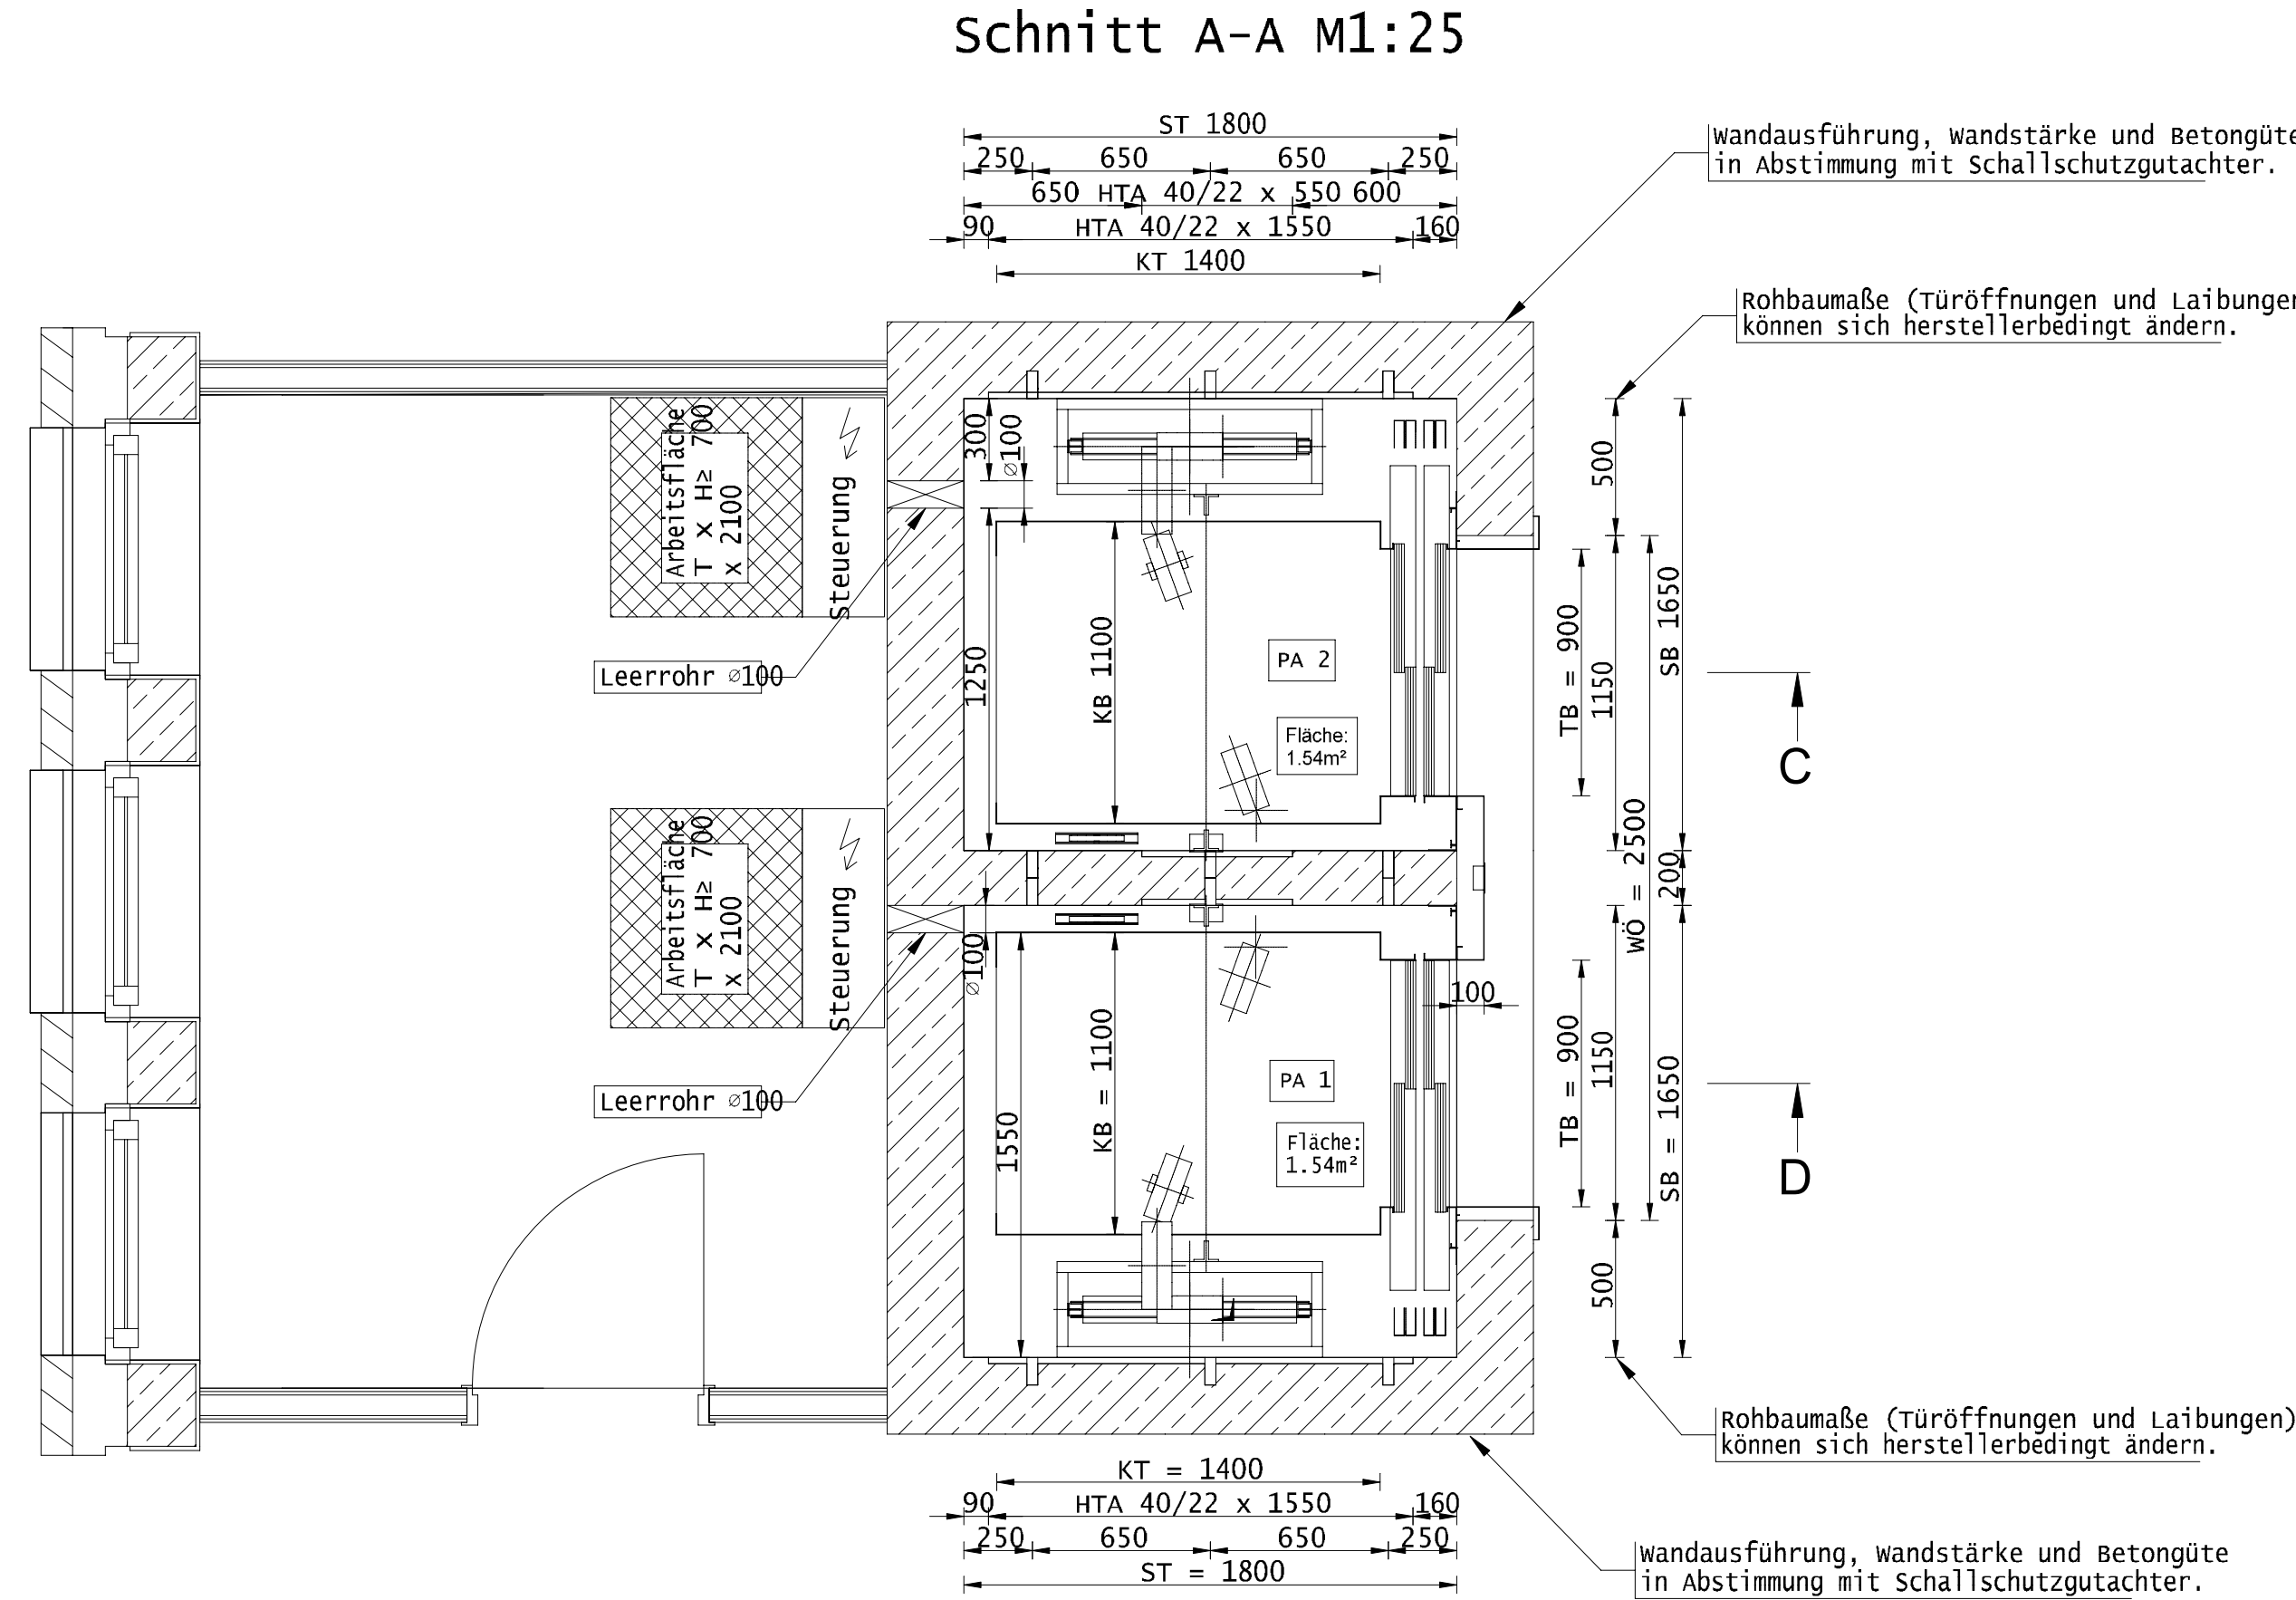 Schnitt A-A M1:25
ST 1800
250 650 650 250
650 HTA 40/22 x 550 600
90 HTA 40/22 x 1550 160
KT 1400
Wandausführung, Wandstärke und Betongüte
in Abstimmung mit Schallschutzgutachter.
Rohbaumaße (Türöffnungen und Laibungen
können sich herstellerbedingt ändern.
Arbeitsfläche
T x H≥ 700
x 2100
Steuerung
300
⌀100
1250
KB 1100
PA 2
Fläche:
1.54m²
Leerrohr ⌀100
TB = 900
500
1150
WÖ = 2500
SB 1650
200
C
Arbeitsfläche
T x H≥ 700
x 2100
Steuerung
⌀100
1550
KB = 1100
PA 1
Fläche:
1.54m²
Leerrohr ⌀100
100
TB = 900
1150
500
SB = 1650
D
Rohbaumaße (Türöffnungen und Laibungen)
können sich herstellerbedingt ändern.
KT = 1400
90 HTA 40/22 x 1550 160
250 650 650 250
ST = 1800
Wandausführung, Wandstärke und Betongüte
in Abstimmung mit Schallschutzgutachter.